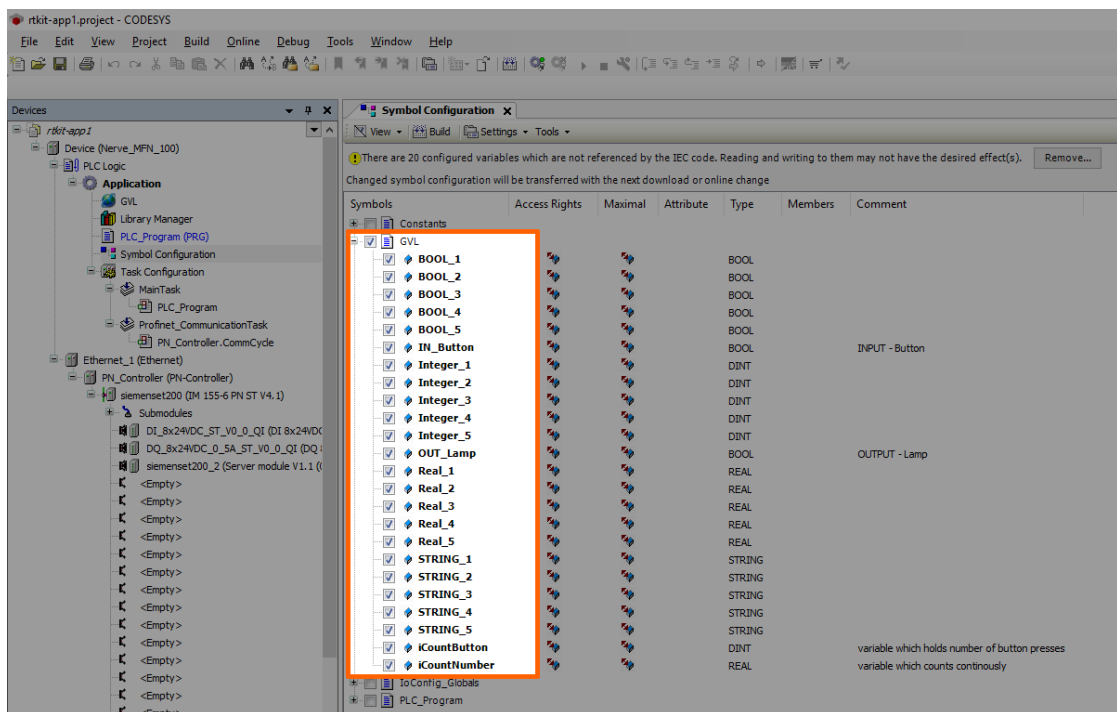 rtkit-app1.project - CODESYS
File Edit View Project Build Online Debug Tools Window Help
Devices
Symbol Configuration
rtkit-app1
View Build Settings Tools
Device (Nerve_MFN_100)
There are 20 configured variables which are not referenced by the IEC code. Reading and writing to them may not have the desired effect(s). Remove...
PLC Logic
Changed symbol configuration will be transferred with the next download or online change
Application
GVL
Library Manager
PLC_Program (PRG)
Symbol Configuration
Task Configuration
MainTask
PLC_Program
Profinet_CommunicationTask
PN_Controller.CommCycle
Ethernet_1 (Ethernet)
PN_Controller (PN-Controller)
siemenset200 (IM 155-6 PN ST V4.1)
Submodules
DI_8x24VDC_ST_V0_0_QI (DI 8x24VDC
DQ_8x24VDC_0_5A_ST_V0_0_QI (DQ
siemenset200_2 (Server module V1.1 (
<Empty>
<Empty>
<Empty>
<Empty>
<Empty>
<Empty>
<Empty>
<Empty>
<Empty>
<Empty>
<Empty>
<Empty>
<Empty>
Symbols Access Rights Maximal Attribute Type Members Comment
Constants
GVL
BOOL_1 BOOL
BOOL_2 BOOL
BOOL_3 BOOL
BOOL_4 BOOL
BOOL_5 BOOL
IN_Button BOOL INPUT - Button
Integer_1 DINT
Integer_2 DINT
Integer_3 DINT
Integer_4 DINT
Integer_5 DINT
OUT_Lamp BOOL OUTPUT - Lamp
Real_1 REAL
Real_2 REAL
Real_3 REAL
Real_4 REAL
Real_5 REAL
STRING_1 STRING
STRING_2 STRING
STRING_3 STRING
STRING_4 STRING
STRING_5 STRING
iCountButton DINT variable which holds number of button presses
iCountNumber REAL variable which counts continously
IoConfig_Globals
PLC_Program